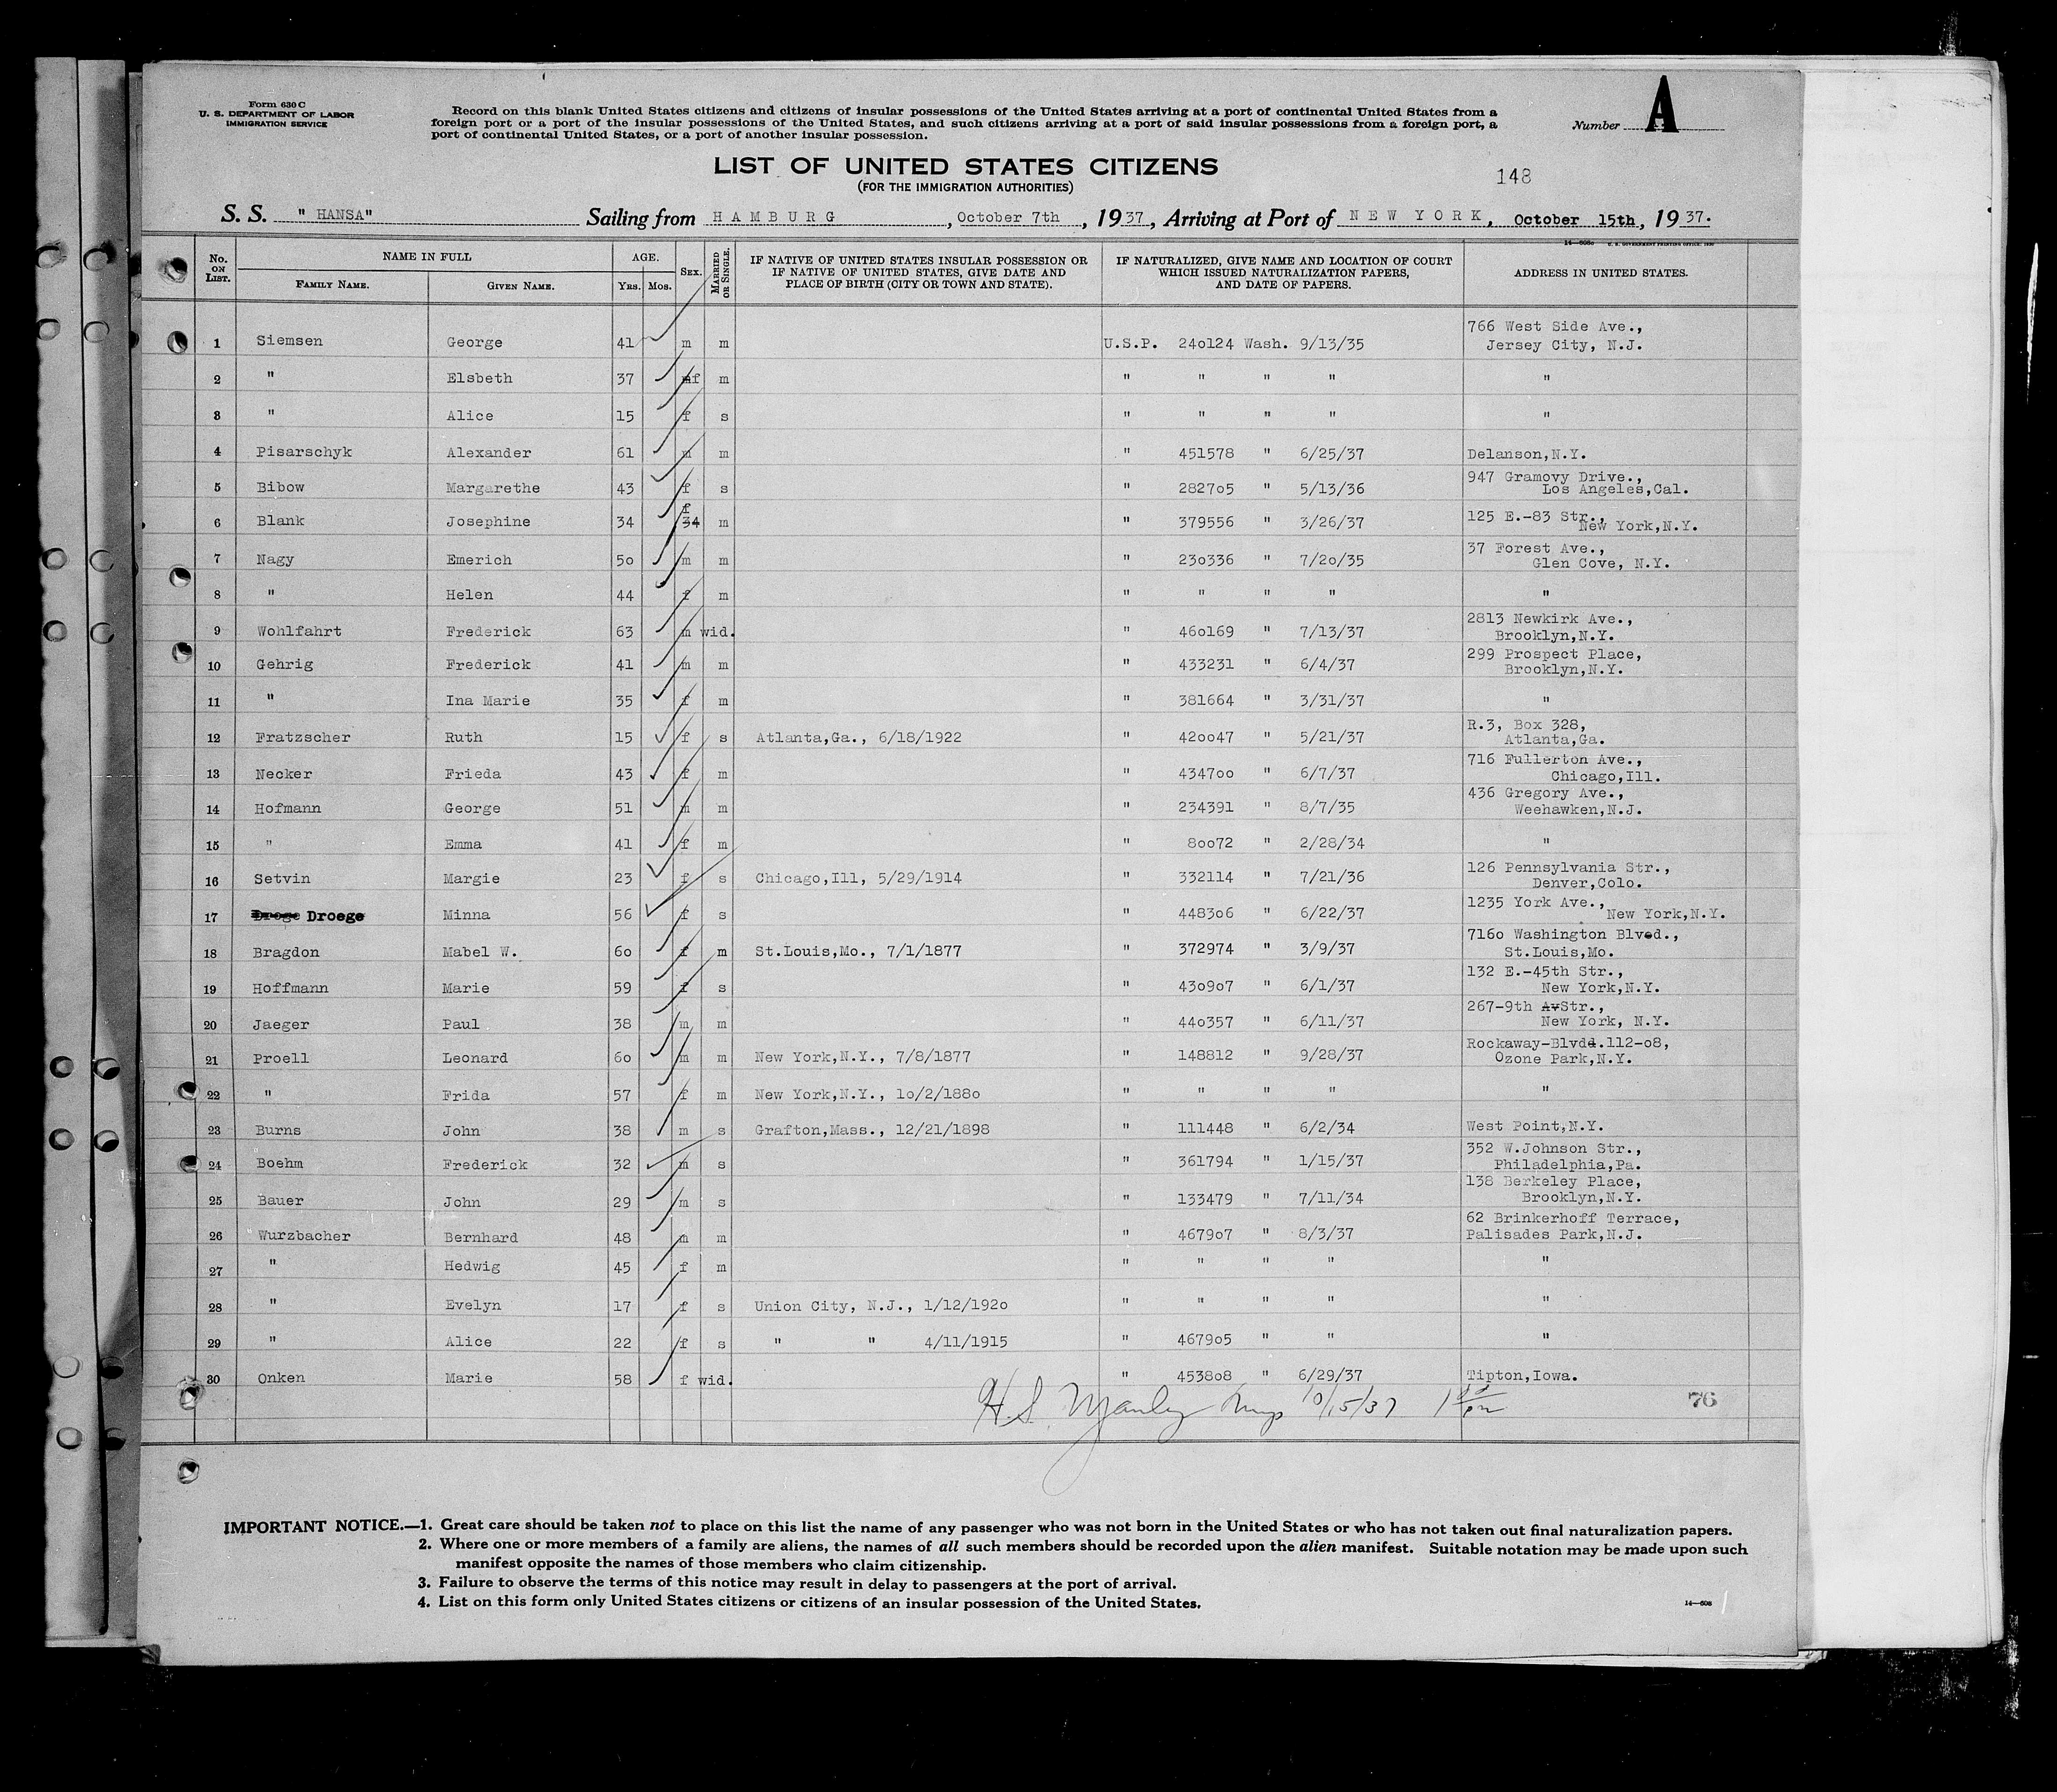 Form 630 C
U. S. DEPARTMENT OF LABOR
IMMIGRATION SERVICE
Record on this blank United States citizens and citizens of insular possessions of the United States arriving at a port of continental United States from a
foreign port or a port of the insular possessions of the United States, and such citizens arriving at a port of said insular possessions from a foreign port, a
port of continental United States, or a port of another insular possession.
Number A
LIST OF UNITED STATES CITIZENS
(FOR THE IMMIGRATION AUTHORITIES)
148
S. S. "HANSA" Sailing from HAMBURG, October 7th, 1937, Arriving at Port of NEW YORK, October 15th, 1937.
14—608c U. S. GOVERNMENT PRINTING OFFICE: 1930
No. ON LIST. NAME IN FULL FAMILY NAME. GIVEN NAME. AGE. YRS. MOS. SEX. MARRIED OR SINGLE. IF NATIVE OF UNITED STATES INSULAR POSSESSION OR IF NATIVE OF UNITED STATES, GIVE DATE AND PLACE OF BIRTH (CITY OR TOWN AND STATE). IF NATURALIZED, GIVE NAME AND LOCATION OF COURT WHICH ISSUED NATURALIZATION PAPERS, AND DATE OF PAPERS. ADDRESS IN UNITED STATES.
1 Siemsen George 41 m m U.S.P. 240124 Wash. 9/13/35 766 West Side Ave., Jersey City, N.J.
2 " Elsbeth 37 mf m " " " " "
3 " Alice 15 f s " " " " "
4 Pisarschyk Alexander 61 m m " 451578 " 6/25/37 Delanson,N.Y.
5 Bibow Margarethe 43 f s " 282705 " 5/13/36 947 Gramovy Drive., Los Angeles,Cal.
6 Blank Josephine 34 f 34 m " 379556 " 3/26/37 125 E.-83 Str., New York,N.Y.
7 Nagy Emerich 50 m m " 230336 " 7/20/35 37 Forest Ave., Glen Cove, N.Y.
8 " Helen 44 f m " " " " "
9 Wohlfahrt Frederick 63 m wid. " 460169 " 7/13/37 2813 Newkirk Ave., Brooklyn,N.Y.
10 Gehrig Frederick 41 m m " 433231 " 6/4/37 299 Prospect Place, Brooklyn,N.Y.
11 " Ina Marie 35 f m " 381664 " 3/31/37 "
12 Fratzscher Ruth 15 f s Atlanta,Ga., 6/18/1922 " 420047 " 5/21/37 R.3, Box 328, Atlanta,Ga.
13 Necker Frieda 43 f m " 434700 " 6/7/37 716 Fullerton Ave., Chicago,Ill.
14 Hofmann George 51 m m " 234391 " 8/7/35 436 Gregory Ave., Weehawken,N.J.
15 " Emma 41 f m " 80072 " 2/28/34 "
16 Setvin Margie 23 f s Chicago,Ill, 5/29/1914 " 332114 " 7/21/36 126 Pennsylvania Str., Denver,Colo.
17 Droege Minna 56 f s " 448306 " 6/22/37 1235 York Ave., New York,N.Y.
18 Bragdon Mabel W. 60 f m St.Louis,Mo., 7/1/1877 " 372974 " 3/9/37 7160 Washington Blved., St.Louis,Mo.
19 Hoffmann Marie 59 f s " 430907 " 6/1/37 132 E.-45th Str., New York,N.Y.
20 Jaeger Paul 38 m m " 440357 " 6/11/37 267-9th AvStr., New York, N.Y.
21 Proell Leonard 60 m m New York,N.Y., 7/8/1877 " 148812 " 9/28/37 Rockaway-Blvdd.112-08, Ozone Park,N.Y.
22 " Frida 57 f m New York,N.Y., 10/2/1880 " " " " "
23 Burns John 38 m s Grafton,Mass., 12/21/1898 " 111448 " 6/2/34 West Point,N.Y.
24 Boehm Frederick 32 m s " 361794 " 1/15/37 352 W.Johnson Str., Philadelphia,Pa.
25 Bauer John 29 m s " 133479 " 7/11/34 138 Berkeley Place, Brooklyn,N.Y.
26 Wurzbacher Bernhard 48 m m " 467907 " 8/3/37 62 Brinkerhoff Terrace, Palisades Park,N.J.
27 " Hedwig 45 f m " " " " "
28 " Evelyn 17 f s Union City, N.J., 1/12/1920 " " " " "
29 " Alice 22 f s " " 4/11/1915 " 467905 " " "
30 Onken Marie 58 f wid. " 453808 " 6/29/37 Tipton,Iowa.
H.S. Manley 10/15/37
76
IMPORTANT NOTICE.—1. Great care should be taken not to place on this list the name of any passenger who was not born in the United States or who has not taken out final naturalization papers.
2. Where one or more members of a family are aliens, the names of all such members should be recorded upon the alien manifest. Suitable notation may be made upon such
manifest opposite the names of those members who claim citizenship.
3. Failure to observe the terms of this notice may result in delay to passengers at the port of arrival.
4. List on this form only United States citizens or citizens of an insular possession of the United States.
14—608